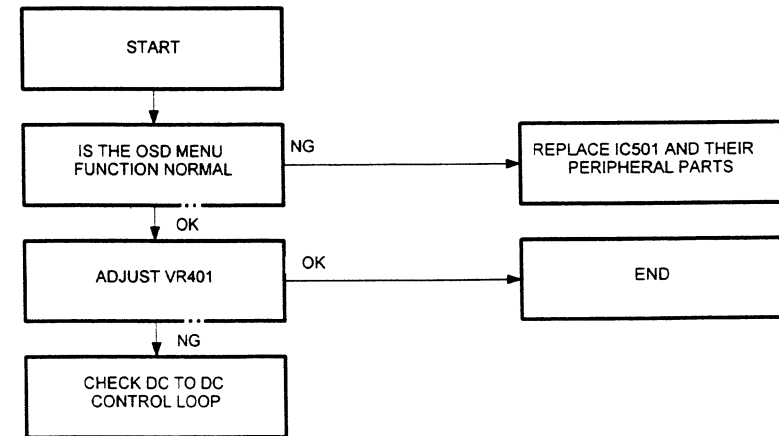 START
IS THE OSD MENU
FUNCTION NORMAL
NG
REPLACE IC501 AND THEIR
PERIPHERAL PARTS
OK
ADJUST VR401
OK
END
NG
CHECK DC TO DC
CONTROL LOOP